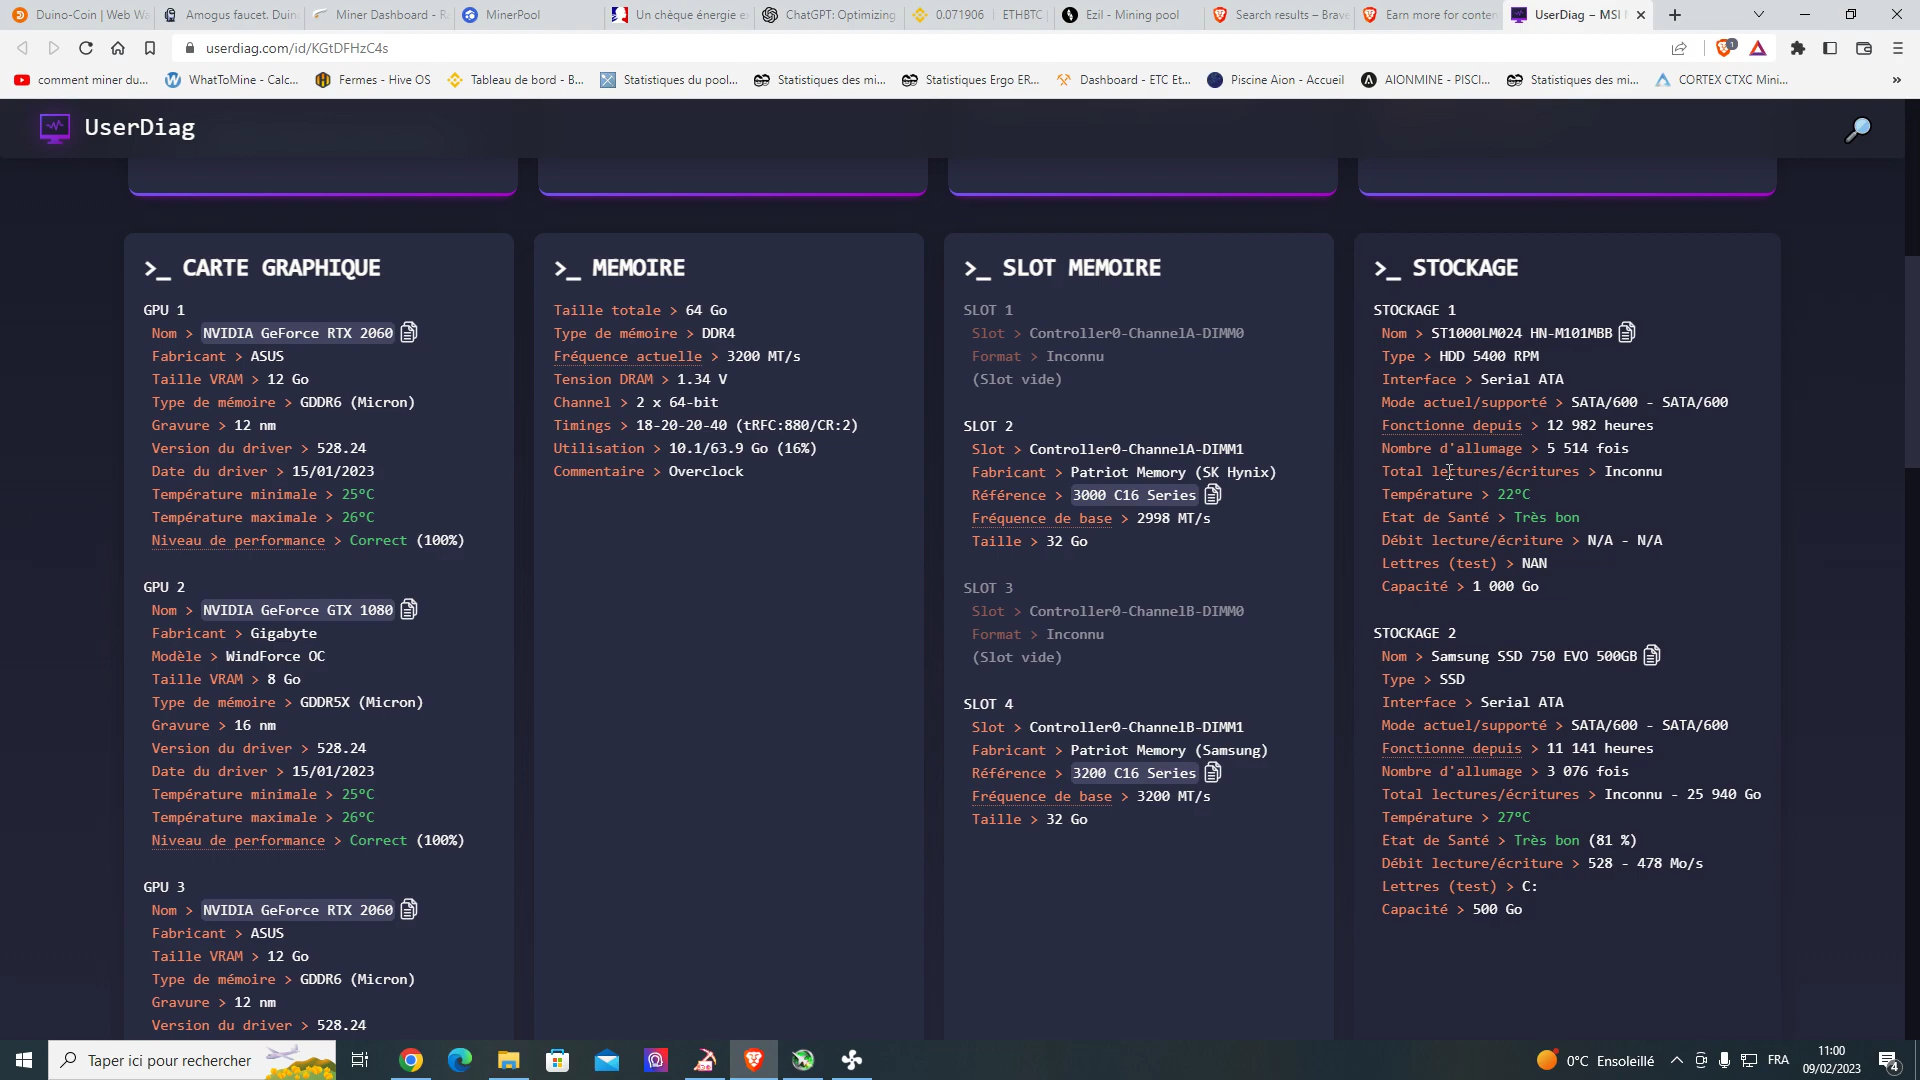 Duino-Coin | Web Wa
Amogus faucet. Duin
Miner Dashboard - R
MinerPool
Un chèque énergie e
ChatGPT: Optimizing
0.071906 ETHBTC
Ezil - Mining pool
Search results – Brave
Earn more for conten
UserDiag – MSI
userdiag.com/id/KGtDFHzC4s
1
comment miner du...
WhatToMine - Calc...
Fermes - Hive OS
Tableau de bord - B...
Statistiques du pool...
Statistiques des mi...
Statistiques Ergo ER...
Dashboard - ETC Et...
Piscine Aion - Accueil
AIONMINE - PISCI...
Statistiques des mi...
CORTEX CTXC Mini...
UserDiag
>_ CARTE GRAPHIQUE
GPU 1
Nom > NVIDIA GeForce RTX 2060
Fabricant > ASUS
Taille VRAM > 12 Go
Type de mémoire > GDDR6 (Micron)
Gravure > 12 nm
Version du driver > 528.24
Date du driver > 15/01/2023
Température minimale > 25°C
Température maximale > 26°C
Niveau de performance > Correct (100%)
GPU 2
Nom > NVIDIA GeForce GTX 1080
Fabricant > Gigabyte
Modèle > WindForce OC
Taille VRAM > 8 Go
Type de mémoire > GDDR5X (Micron)
Gravure > 16 nm
Version du driver > 528.24
Date du driver > 15/01/2023
Température minimale > 25°C
Température maximale > 26°C
Niveau de performance > Correct (100%)
GPU 3
Nom > NVIDIA GeForce RTX 2060
Fabricant > ASUS
Taille VRAM > 12 Go
Type de mémoire > GDDR6 (Micron)
Gravure > 12 nm
Version du driver > 528.24
>_ MEMOIRE
Taille totale > 64 Go
Type de mémoire > DDR4
Fréquence actuelle > 3200 MT/s
Tension DRAM > 1.34 V
Channel > 2 x 64-bit
Timings > 18-20-20-40 (tRFC:880/CR:2)
Utilisation > 10.1/63.9 Go (16%)
Commentaire > Overclock
>_ SLOT MEMOIRE
SLOT 1
Slot > Controller0-ChannelA-DIMM0
Format > Inconnu
(Slot vide)
SLOT 2
Slot > Controller0-ChannelA-DIMM1
Fabricant > Patriot Memory (SK Hynix)
Référence > 3000 C16 Series
Fréquence de base > 2998 MT/s
Taille > 32 Go
SLOT 3
Slot > Controller0-ChannelB-DIMM0
Format > Inconnu
(Slot vide)
SLOT 4
Slot > Controller0-ChannelB-DIMM1
Fabricant > Patriot Memory (Samsung)
Référence > 3200 C16 Series
Fréquence de base > 3200 MT/s
Taille > 32 Go
>_ STOCKAGE
STOCKAGE 1
Nom > ST1000LM024 HN-M101MBB
Type > HDD 5400 RPM
Interface > Serial ATA
Mode actuel/supporté > SATA/600 - SATA/600
Fonctionne depuis > 12 982 heures
Nombre d'allumage > 5 514 fois
Total lectures/écritures > Inconnu
Température > 22°C
Etat de Santé > Très bon
Débit lecture/écriture > N/A - N/A
Lettres (test) > NAN
Capacité > 1 000 Go
STOCKAGE 2
Nom > Samsung SSD 750 EVO 500GB
Type > SSD
Interface > Serial ATA
Mode actuel/supporté > SATA/600 - SATA/600
Fonctionne depuis > 11 141 heures
Nombre d'allumage > 3 076 fois
Total lectures/écritures > Inconnu - 25 940 Go
Température > 27°C
Etat de Santé > Très bon (81 %)
Débit lecture/écriture > 528 - 478 Mo/s
Lettres (test) > C:
Capacité > 500 Go
Taper ici pour rechercher
0°C Ensoleillé
FRA
11:00
09/02/2023
4